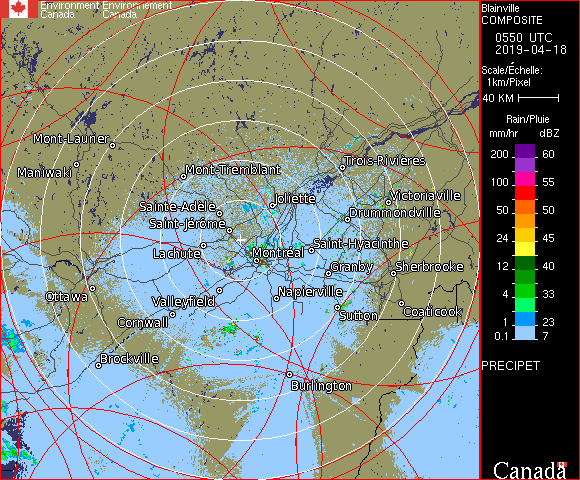 Environment Environnement
Canada Canada
Blainville
COMPOSITE
0550 UTC
2019-04-18
Scale/Échelle:
1km/Pixel
40 KM
Rain/Pluie
mm/hr dBZ
200 60
100 55
50 50
24 45
12 40
4 33
1 23
0.1 7
PRECIPET
Canada
Mont-Laurier
Maniwaki
Mont-Tremblant
Trois-Rivières
Sainte-Adèle
Joliette
Victoriaville
Saint-Jérôme
Drummondville
Lachute
Montréal
Saint-Hyacinthe
Granby
Sherbrooke
Ottawa
Valleyfield
Napierville
Cornwall
Sutton
Coaticook
Brockville
Burlington